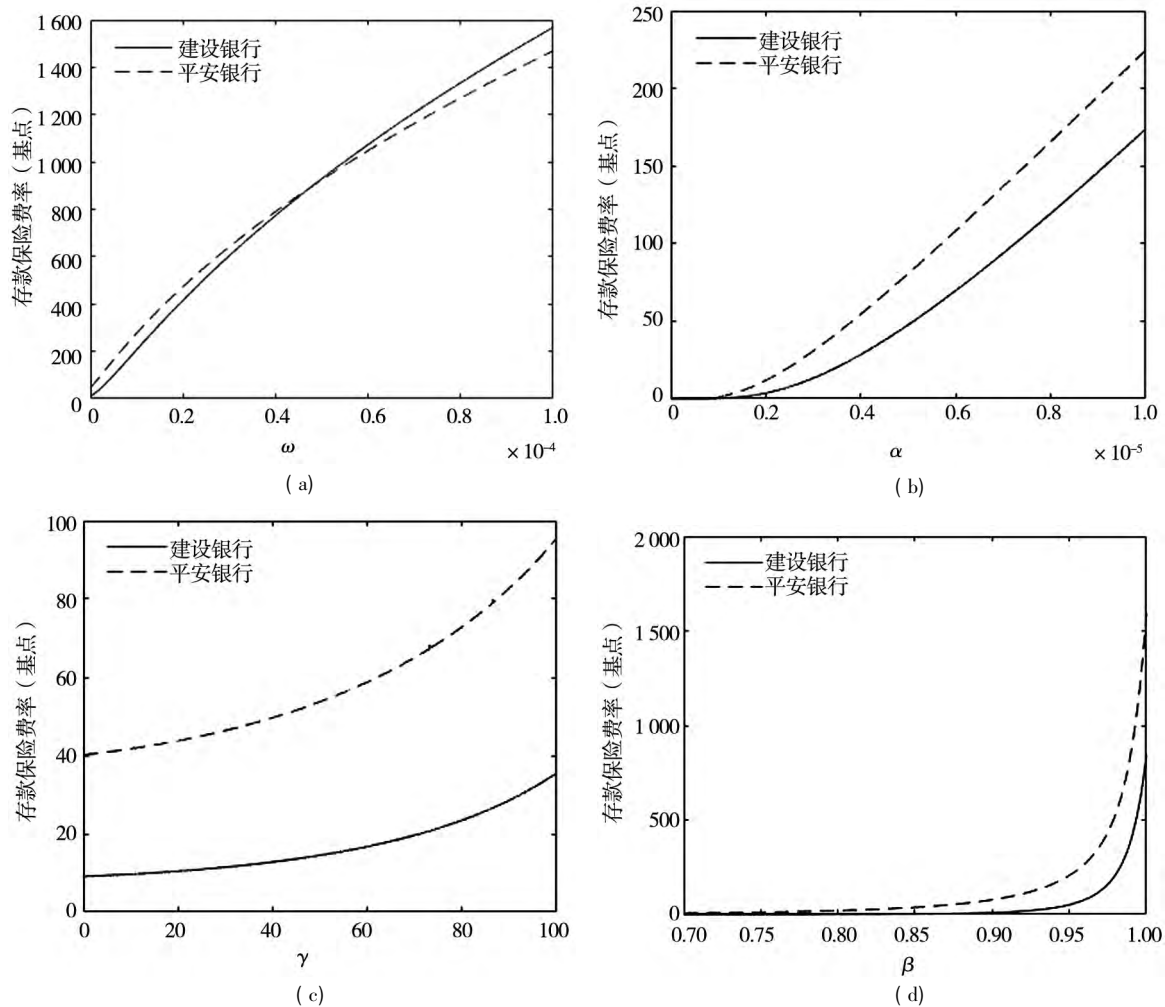 1 600
1 400
1 200
1 000
800
600
400
200
0
存款保险费率(基点)
建设银行
平安银行
0 0.2 0.4 0.6 0.8 1.0
×10⁻⁴
ω
(a)
250
200
150
100
50
0
存款保险费率(基点)
建设银行
平安银行
0 0.2 0.4 0.6 0.8 1.0
×10⁻⁵
α
(b)
100
80
60
40
20
0
存款保险费率(基点)
建设银行
平安银行
0 20 40 60 80 100
γ
(c)
2 000
1 500
1 000
500
0
存款保险费率(基点)
建设银行
平安银行
0.70 0.75 0.80 0.85 0.90 0.95 1.00
β
(d)